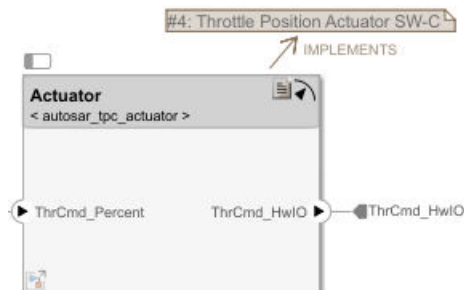 #4: Throttle Position Actuator SW-C
IMPLEMENTS
Actuator
< autosar_tpc_actuator >
ThrCmd_Percent
ThrCmd_HwIO
ThrCmd_HwIO